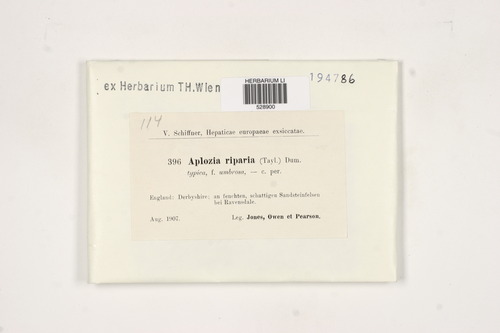 ex Herbarium TH.Wien
HERBARIUM LI
528900
194786
114
V. Schiffner, Hepaticae europaeae exsiccatae.
396 Aplozia riparia (Tayl.) Dum.
typica, f. umbrosa, — c. per.
England: Derbyshire; an feuchten, schattigen Sandsteinfelsen
bei Ravensdale.
Aug. 1907. Leg. Jones, Owen et Pearson.